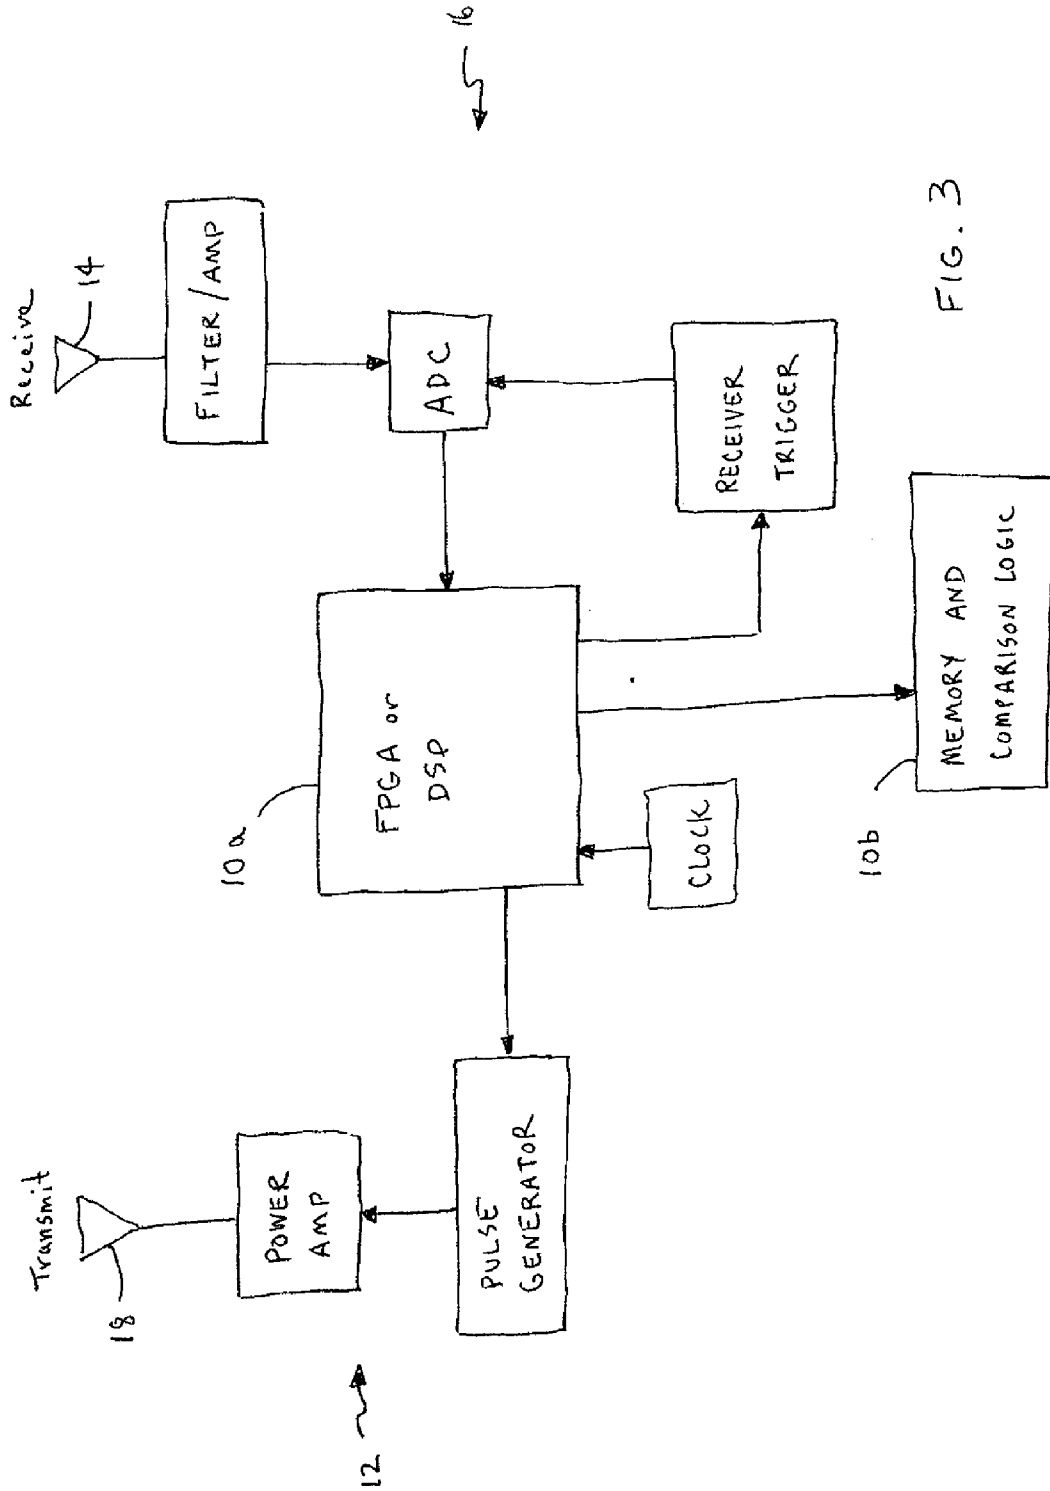 Transmit
18
12
POWER
AMP
PULSE
GENERATOR
10a
FPGA or
DSP
CLOCK
10b
MEMORY AND
COMPARISON LOGIC
Receive
14
FILTER/AMP
ADC
RECEIVER
TRIGGER
16
FIG. 3